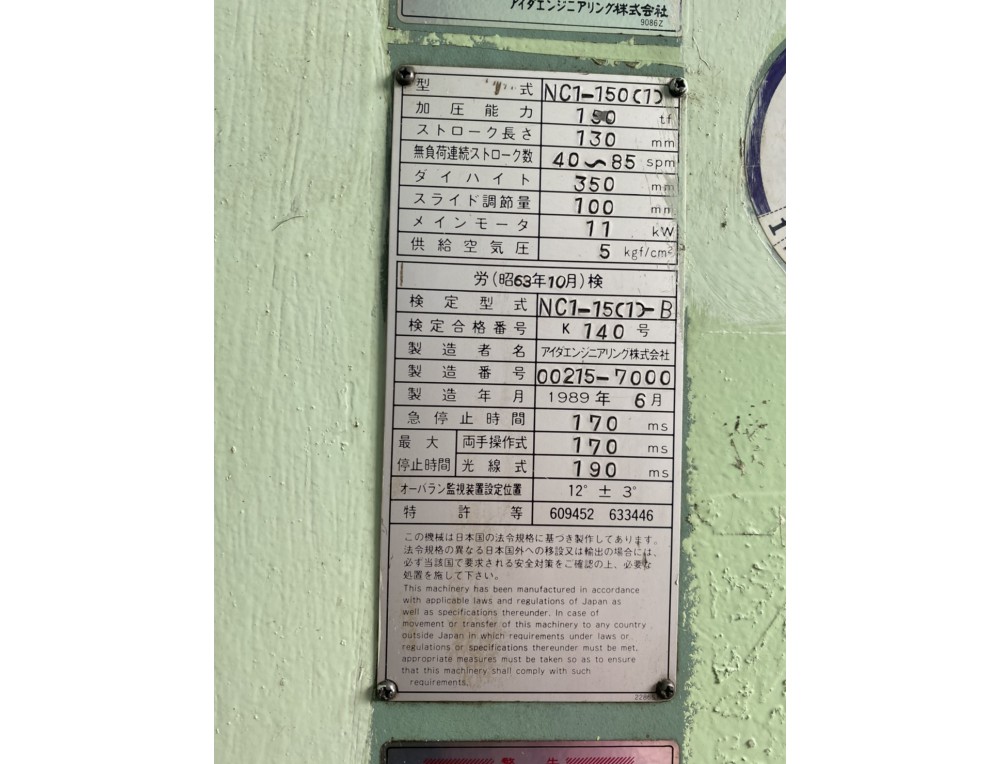 アイダエンジニアリング株式会社
9086Z
型 式 NC1-150(1)
加圧能力 150 tf
ストローク長さ 130 mm
無負荷連続ストローク数 40～85 spm
ダイハイト 350 mm
スライド調節量 100 mm
メインモータ 11 kW
供給空気圧 5 kgf/cm²
労(昭63年10月)検
検定型式 NC1-15(1)-B
検定合格番号 K 140 号
製造者名 アイダエンジニアリング株式会社
製造番号 00215-7000
製造年月 1989年 6月
急停止時間 170 ms
最大停止時間 両手操作式 170 ms
光線式 190 ms
オーバラン監視装置設定位置 12° ± 3°
特許等 609452 633446
この機械は日本国の法令規格に基づき製作してあります。
法令規格の異なる日本国外への移設又は輸出の場合には、
必ず当該国で要求される安全対策をご確認の上、必要な
処置を施して下さい。
This machinery has been manufactured in accordance
with applicable laws and regulations of Japan as
well as specifications thereunder. In case of
movement or transfer of this machinery to any country
outside Japan in which requirements under laws or
regulations or specifications thereunder must be met,
appropriate measures must be taken so as to ensure
that this machinery shall comply with such
requirements.
警 告